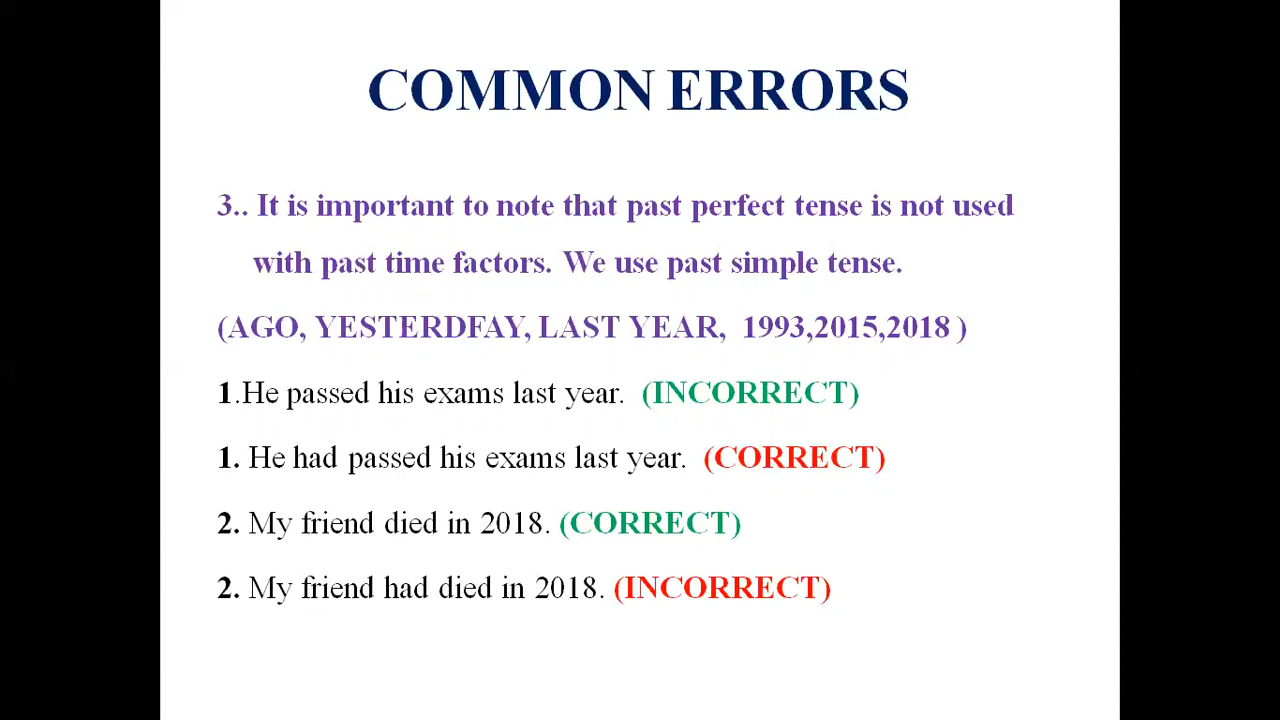 COMMON ERRORS
3.. It is important to note that past perfect tense is not used
with past time factors. We use past simple tense.
(AGO, YESTERDFAY, LAST YEAR, 1993,2015,2018 )
1.He passed his exams last year. (INCORRECT)
1. He had passed his exams last year. (CORRECT)
2. My friend died in 2018. (CORRECT)
2. My friend had died in 2018. (INCORRECT)